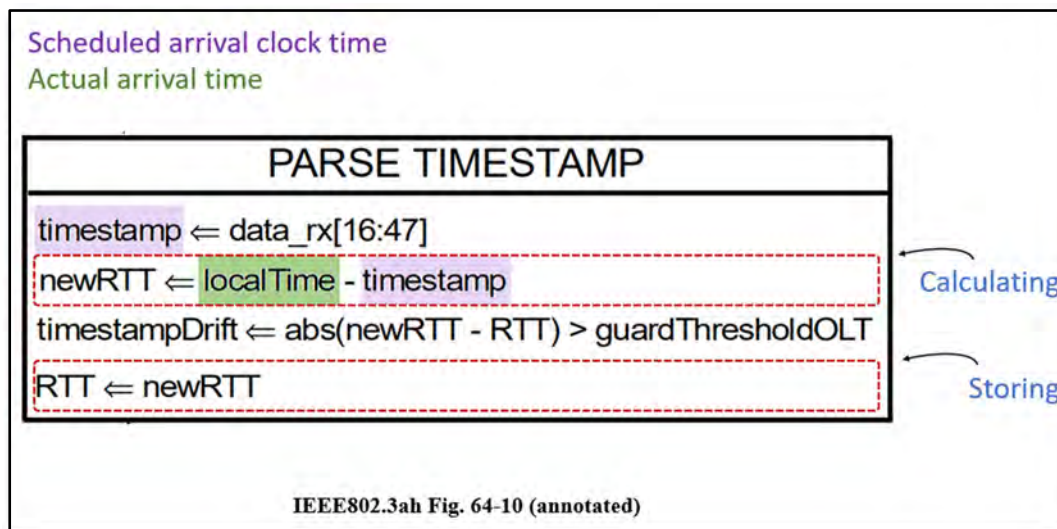 Scheduled arrival clock time
Actual arrival time
PARSE TIMESTAMP
timestamp ⇐ data_rx[16:47]
newRTT ⇐ localTime - timestamp
Calculating
timestampDrift ⇐ abs(newRTT - RTT) > guardThresholdOLT
RTT ⇐ newRTT
Storing
IEEE802.3ah Fig. 64-10 (annotated)